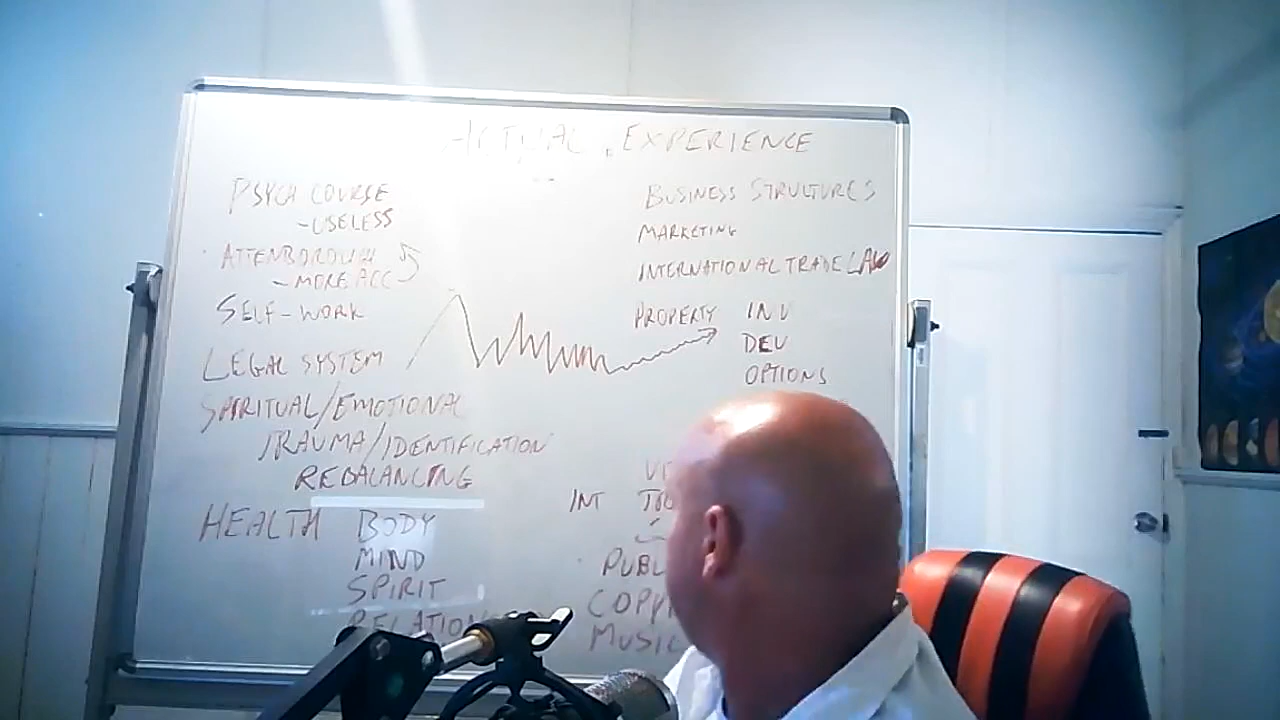 ACTUAL EXPERIENCE
PSYCH COURSE
-USELESS
ATTENBOROUGH
-MORE ACC
SELF-WORK
LEGAL SYSTEM
SPIRITUAL/EMOTIONAL
TRAUMA/IDENTIFICATION
REBALANCING
HEALTH BODY
MIND
SPIRIT
BUSINESS STRUCTURES
MARKETING
INTERNATIONAL TRADE LAW
PROPERTY INV
DEV
OPTIONS
INT
MUSIC